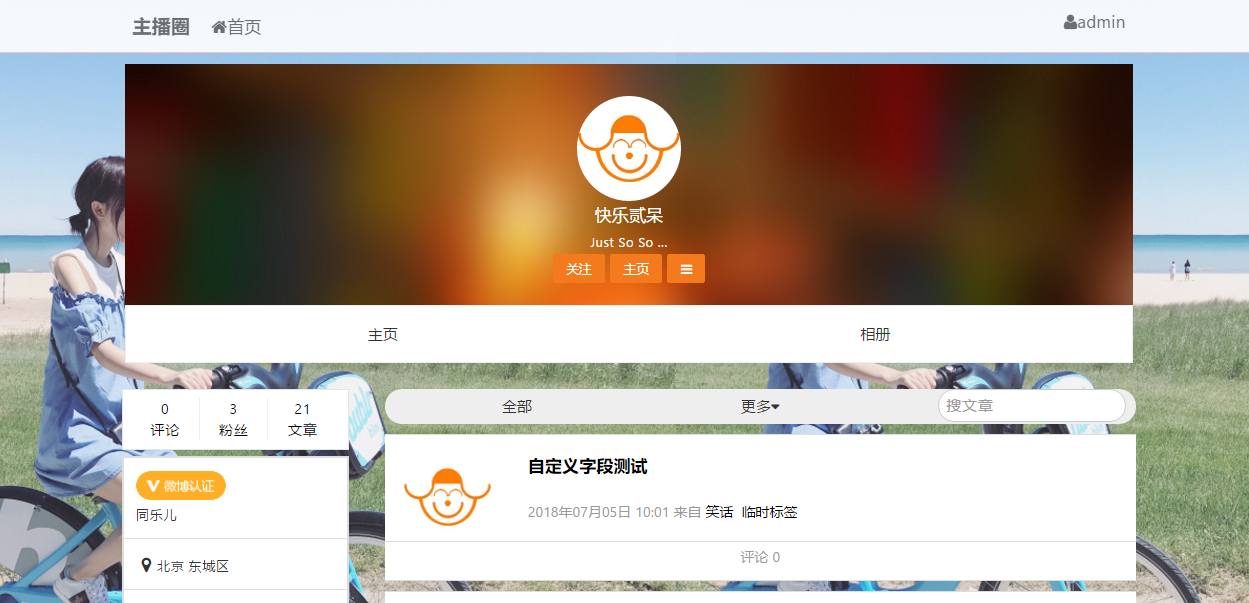 主播圈 首页 admin
快乐贰呆
Just So So ...
关注 主页
主页 相册
0 3 21
评论 粉丝 文章
全部 更多 搜文章
微博认证
同乐儿
北京 东城区
自定义字段测试
2018年07月05日 10:01 来自 笑话 临时标签
评论 0